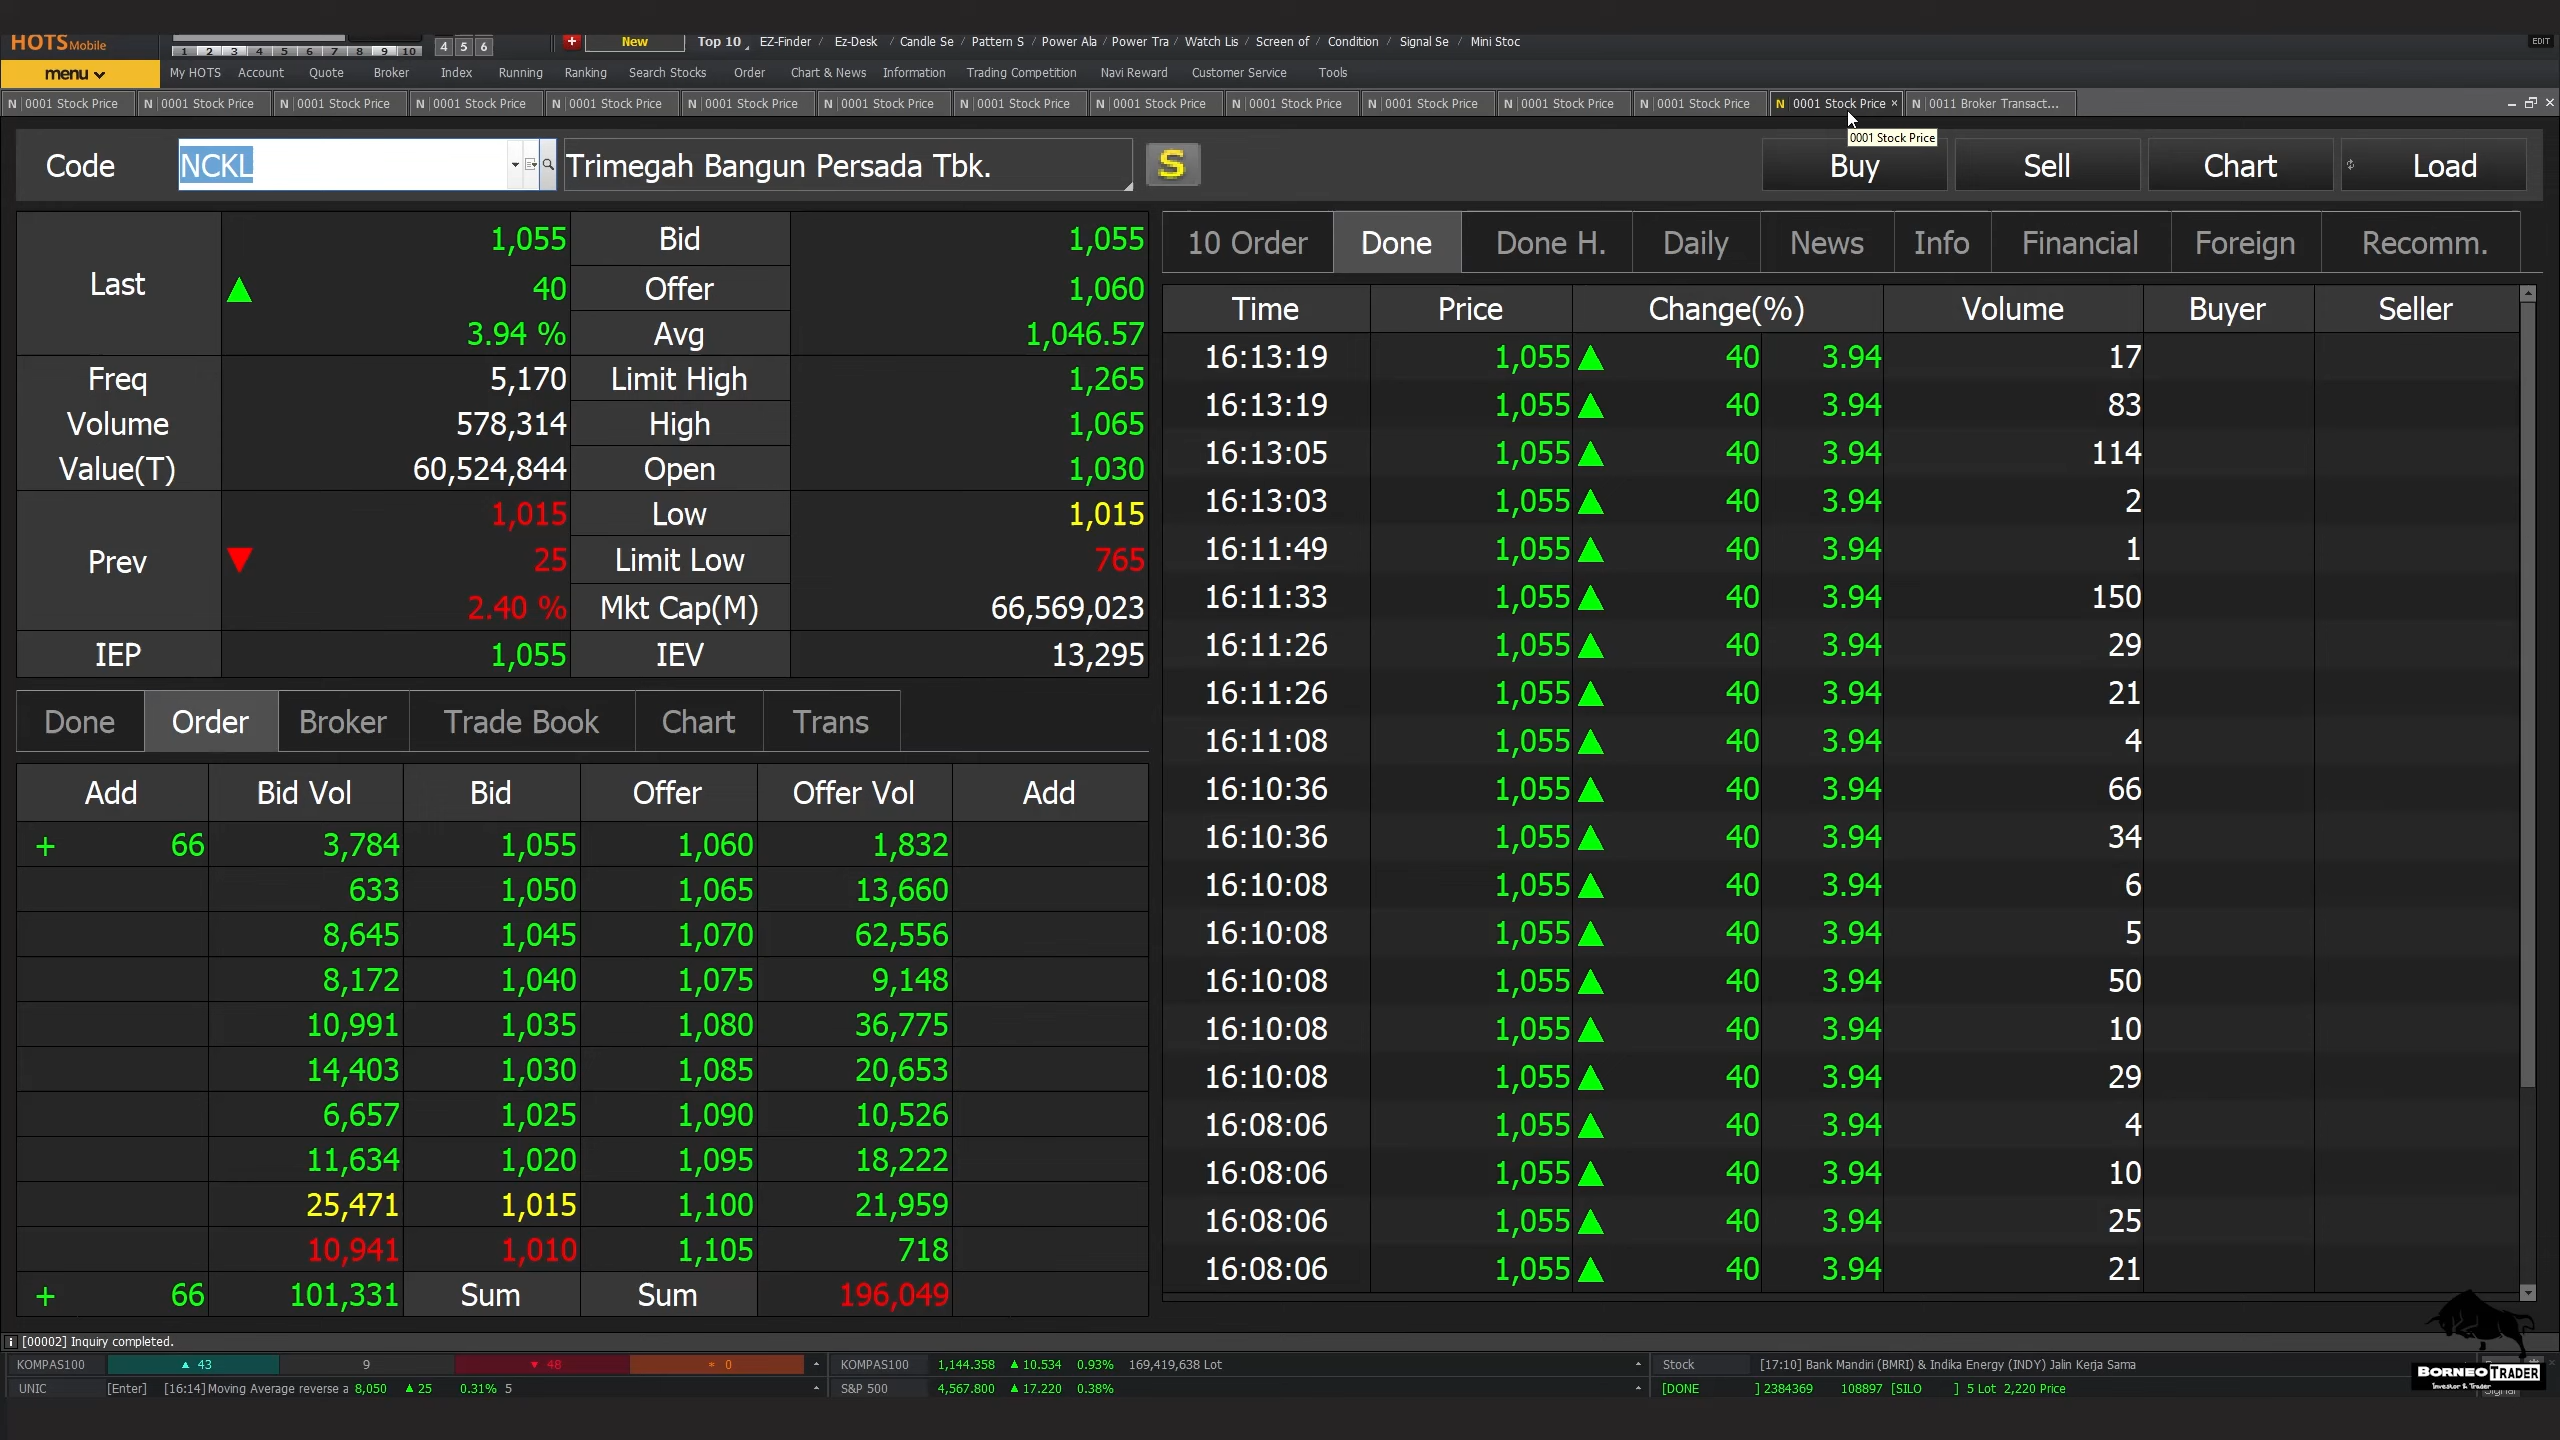 HOTS Mobile
1 2 3 4 5 6 7 8 9 10 4 5 6 New Top 10 EZ-Finder / Ez-Desk / Candle Se / Pattern S / Power Ala / Power Tra / Watch Lis / Screen of / Condition / Signal Se / Mini Stoc EDIT
menu My HOTS Account Quote Broker Index Running Ranking Search Stocks Order Chart & News Information Trading Competition Navi Reward Customer Service Tools
N 0001 Stock Price N 0001 Stock Price N 0001 Stock Price N 0001 Stock Price N 0001 Stock Price N 0001 Stock Price N 0001 Stock Price N 0001 Stock Price N 0001 Stock Price N 0001 Stock Price N 0001 Stock Price N 0001 Stock Price N 0001 Stock Price N 0001 Stock Price × N 0011 Broker Transact...
0001 Stock Price
Code NCKL Trimegah Bangun Persada Tbk. S Buy Sell Chart Load
Last 1,055 Bid 1,055
▲ 40 Offer 1,060
3.94 % Avg 1,046.57
Freq 5,170 Limit High 1,265
Volume 578,314 High 1,065
Value(T) 60,524,844 Open 1,030
Prev 1,015 Low 1,015
▼ 25 Limit Low 765
2.40 % Mkt Cap(M) 66,569,023
IEP 1,055 IEV 13,295
Done Order Broker Trade Book Chart Trans
Add Bid Vol Bid Offer Offer Vol Add
+ 66 3,784 1,055 1,060 1,832
633 1,050 1,065 13,660
8,645 1,045 1,070 62,556
8,172 1,040 1,075 9,148
10,991 1,035 1,080 36,775
14,403 1,030 1,085 20,653
6,657 1,025 1,090 10,526
11,634 1,020 1,095 18,222
25,471 1,015 1,100 21,959
10,941 1,010 1,105 718
+ 66 101,331 Sum Sum 196,049
10 Order Done Done H. Daily News Info Financial Foreign Recomm.
Time Price Change(%) Volume Buyer Seller
16:13:19 1,055 ▲ 40 3.94 17
16:13:19 1,055 ▲ 40 3.94 83
16:13:05 1,055 ▲ 40 3.94 114
16:13:03 1,055 ▲ 40 3.94 2
16:11:49 1,055 ▲ 40 3.94 1
16:11:33 1,055 ▲ 40 3.94 150
16:11:26 1,055 ▲ 40 3.94 29
16:11:26 1,055 ▲ 40 3.94 21
16:11:08 1,055 ▲ 40 3.94 4
16:10:36 1,055 ▲ 40 3.94 66
16:10:36 1,055 ▲ 40 3.94 34
16:10:08 1,055 ▲ 40 3.94 6
16:10:08 1,055 ▲ 40 3.94 5
16:10:08 1,055 ▲ 40 3.94 50
16:10:08 1,055 ▲ 40 3.94 10
16:10:08 1,055 ▲ 40 3.94 29
16:08:06 1,055 ▲ 40 3.94 4
16:08:06 1,055 ▲ 40 3.94 10
16:08:06 1,055 ▲ 40 3.94 25
16:08:06 1,055 ▲ 40 3.94 21
i [00002] Inquiry completed.
KOMPAS100 ▲ 43 9 ▼ 48 * 0 KOMPAS100 1,144.358 ▲ 10.534 0.93% 169,419,638 Lot Stock [17:10] Bank Mandiri (BMRI) & Indika Energy (INDY) Jalin Kerja Sama
UNIC [Enter] [16:14]Moving Average reverse a 8,050 ▲ 25 0.31% 5 S&P 500 4,567.800 ▲ 17.220 0.38% [DONE ] 2384369 108897 [SILO ] 5 Lot 2,220 Price
BORNEO TRADER
Investor & Trader